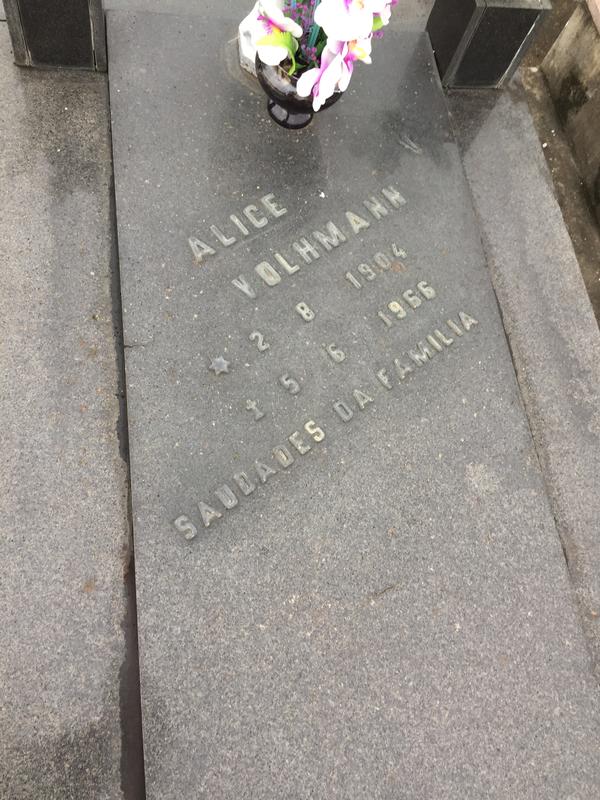 ALICE
VOLHMANN
* 2 8 1904
† 5 6 1966
SAUDADES DA FAMILIA